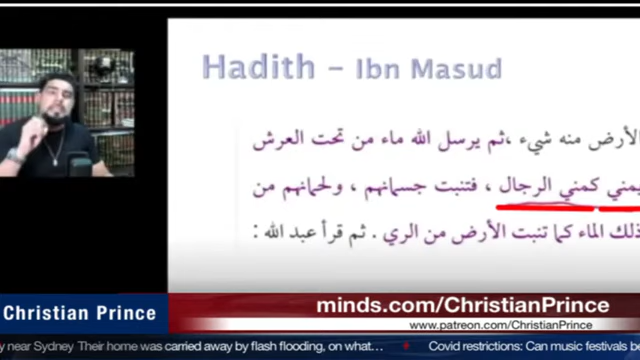 Hadith – Ibn Masud
الأرض منه شيء ،ثم يرسل الله ماء من تحت العرش
يمني كمني الرجال ، فتنبت جسمانهم ، ولحمانهم من
ذلك الماء كما تنبت الأرض من الري . ثم قرأ عبد الله :
Christian Prince
minds.com/ChristianPrince
www.patreon.com/ChristianPrince
y near Sydney Their home was carried away by flash flooding, on what... Covid restrictions: Can music festivals be